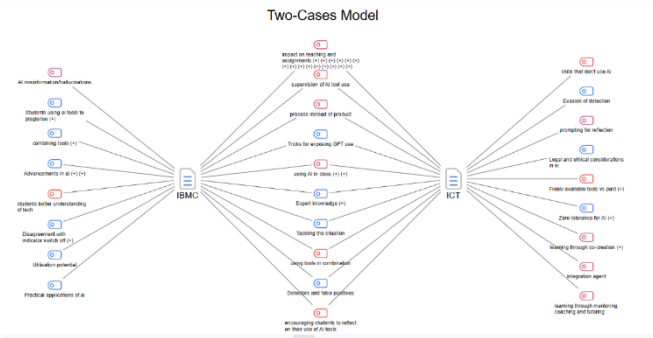 Two-Cases Model
AI misinformation/hallucinations
Students using ai tools to
plagiarise (+)
combining tools (+)
Advancements in ai (+) (+)
students better understanding
of tech
Disagreement with
indicator switch off (+)
Utilisation potential
Practical applications of ai
IBMC
impact on teaching and
assignments (+) (+) (+) (+) (+) (+)
(+) (+) (+) (+) (+) (+) (+) (+) (+)
supervision of AI tool use
process instead of product
Tricks for exposing GPT use
using AI in class (+) (+)
Expert knowledge (+)
Tackling the situation
using tools in combination
Detectors and false positives
encouraging students to reflect
on their use of AI tools
ICT
skills that don't use AI
Evasion of detection
prompting for reflection
Legal and ethical considerations
in ai
Freely available tools vs paid (+)
Zero tolerance for AI (+)
learning through co-creation (+)
integration agent
learning through mentoring,
coaching and tutoring